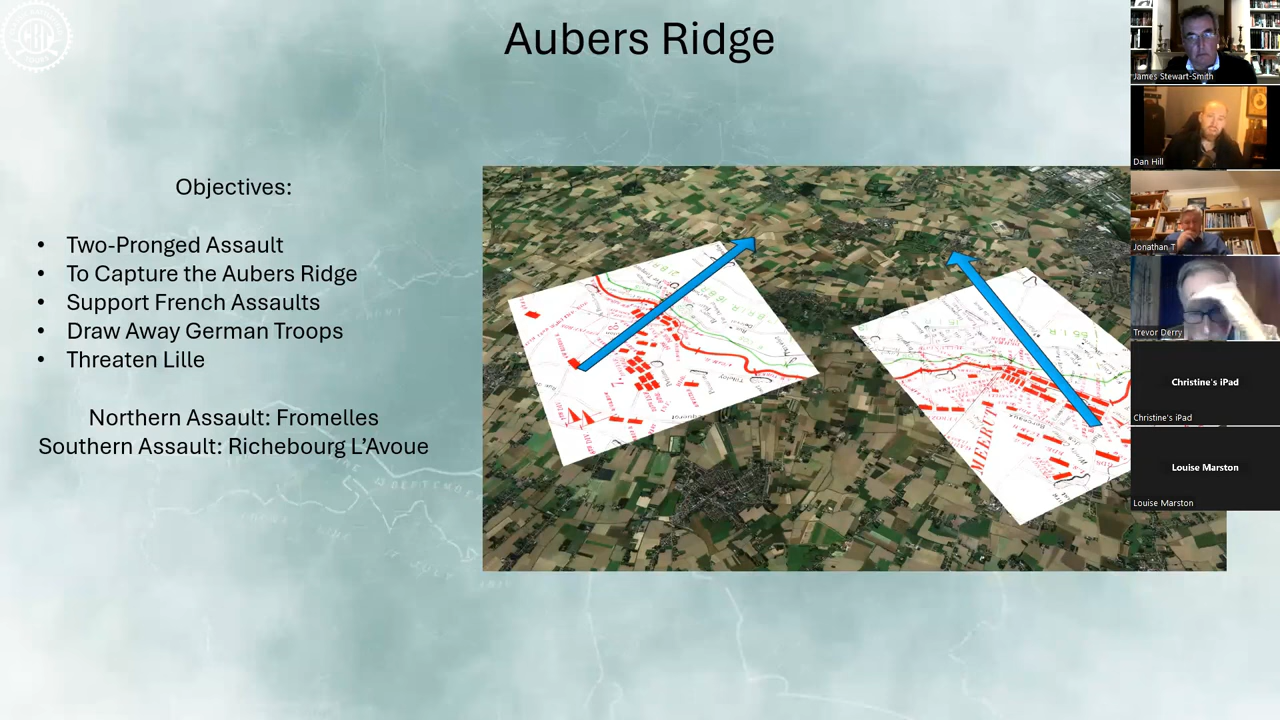 Aubers Ridge
Objectives:
• Two-Pronged Assault
• To Capture the Aubers Ridge
• Support French Assaults
• Draw Away German Troops
• Threaten Lille
Northern Assault: Fromelles
Southern Assault: Richebourg L’Avoue
MEERUT
James Stewart-Smith
Dan Hill
Jonathan T
Trevor Derry
Christine's iPad
Christine's iPad
Louise Marston
Louise Marston